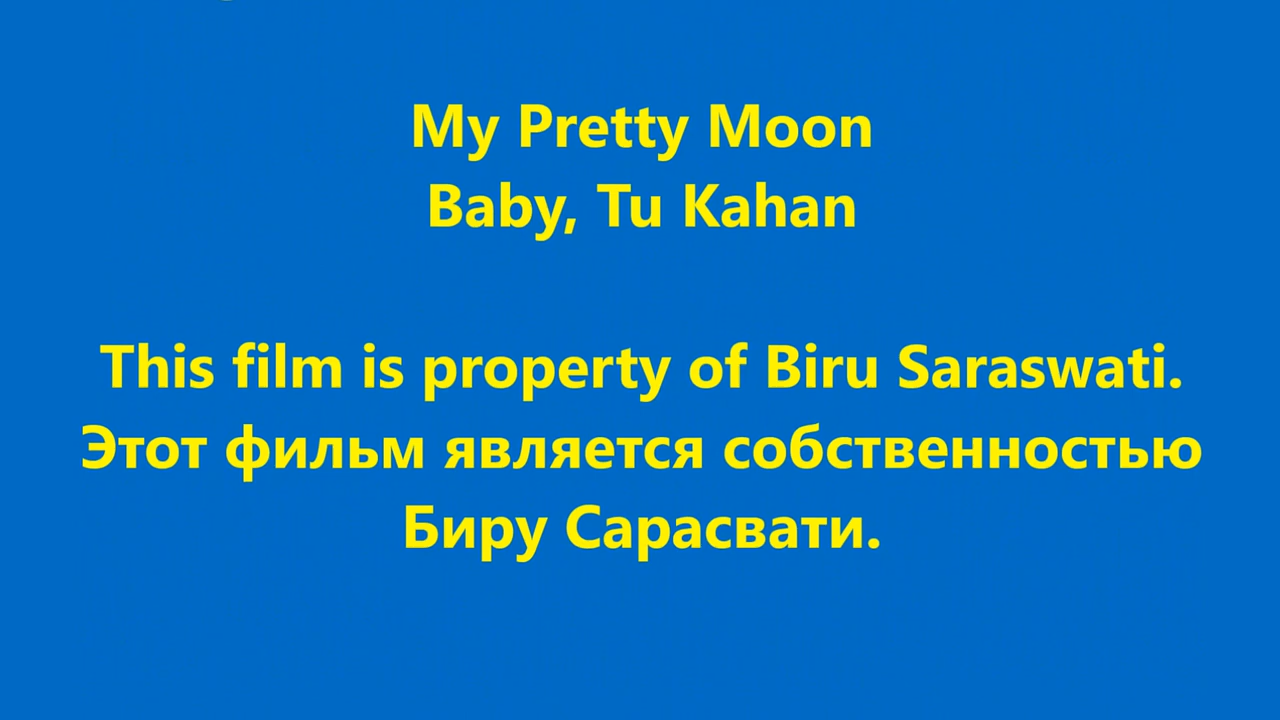 My Pretty Moon
Baby, Tu Kahan
This film is property of Biru Saraswati.
Этот фильм является собственностью
Биру Сарасвати.